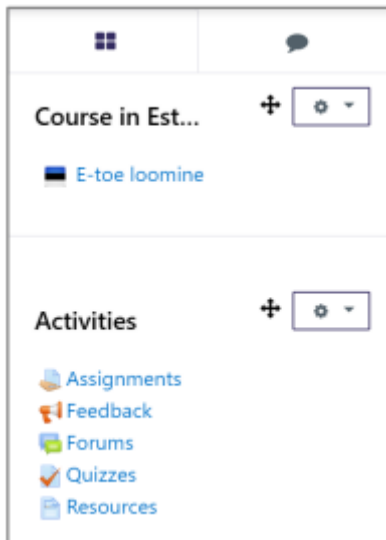 Course in Est...
E-toe loomine
Activities
Assignments
Feedback
Forums
Quizzes
Resources